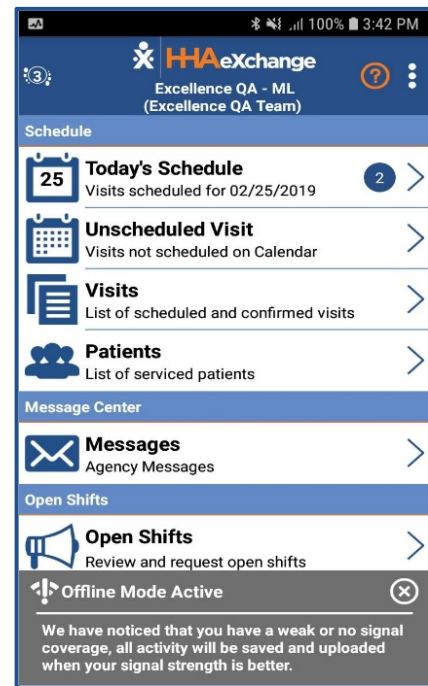 100% 3:42 PM
3
HHAeXchange
?
Excellence QA - ML
(Excellence QA Team)
Schedule
25
Today's Schedule
Visits scheduled for 02/25/2019
2
Unscheduled Visit
Visits not scheduled on Calendar
Visits
List of scheduled and confirmed visits
Patients
List of serviced patients
Message Center
Messages
Agency Messages
Open Shifts
Open Shifts
Review and request open shifts
Offline Mode Active
We have noticed that you have a weak or no signal
coverage, all activity will be saved and uploaded
when your signal strength is better.